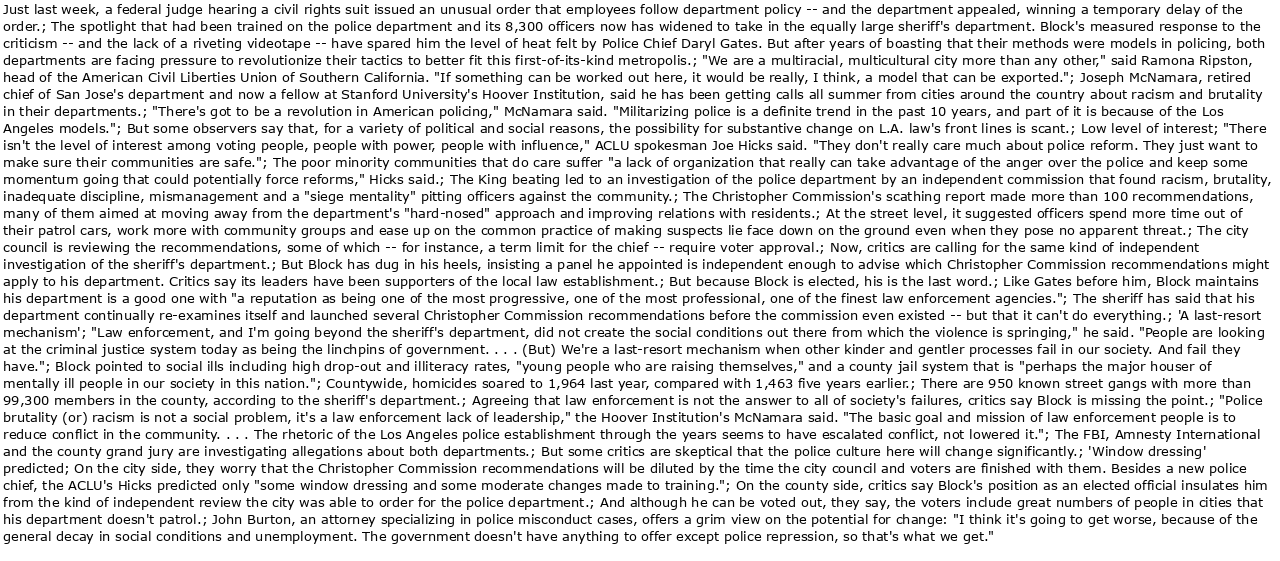 Just last week, a federal judge hearing a civil rights suit issued an unusual order that employees follow department policy -- and the department appealed, winning a temporary delay of the
order.; The spotlight that had been trained on the police department and its 8,300 officers now has widened to take in the equally large sheriff's department. Block's measured response to the
criticism -- and the lack of a riveting videotape -- have spared him the level of heat felt by Police Chief Daryl Gates. But after years of boasting that their methods were models in policing, both
departments are facing pressure to revolutionize their tactics to better fit this first-of-its-kind metropolis.; "We are a multiracial, multicultural city more than any other," said Ramona Ripston,
head of the American Civil Liberties Union of Southern California. "If something can be worked out here, it would be really, I think, a model that can be exported."; Joseph McNamara, retired
chief of San Jose's department and now a fellow at Stanford University's Hoover Institution, said he has been getting calls all summer from cities around the country about racism and brutality
in their departments.; "There's got to be a revolution in American policing," McNamara said. "Militarizing police is a definite trend in the past 10 years, and part of it is because of the Los
Angeles models."; But some observers say that, for a variety of political and social reasons, the possibility for substantive change on L.A. law's front lines is scant.; Low level of interest; "There
isn't the level of interest among voting people, people with power, people with influence," ACLU spokesman Joe Hicks said. "They don't really care much about police reform. They just want to
make sure their communities are safe."; The poor minority communities that do care suffer "a lack of organization that really can take advantage of the anger over the police and keep some
momentum going that could potentially force reforms," Hicks said.; The King beating led to an investigation of the police department by an independent commission that found racism, brutality,
inadequate discipline, mismanagement and a "siege mentality" pitting officers against the community.; The Christopher Commission's scathing report made more than 100 recommendations,
many of them aimed at moving away from the department's "hard-nosed" approach and improving relations with residents.; At the street level, it suggested officers spend more time out of
their patrol cars, work more with community groups and ease up on the common practice of making suspects lie face down on the ground even when they pose no apparent threat.; The city
council is reviewing the recommendations, some of which -- for instance, a term limit for the chief -- require voter approval.; Now, critics are calling for the same kind of independent
investigation of the sheriff's department.; But Block has dug in his heels, insisting a panel he appointed is independent enough to advise which Christopher Commission recommendations might
apply to his department. Critics say its leaders have been supporters of the local law establishment.; But because Block is elected, his is the last word.; Like Gates before him, Block maintains
his department is a good one with "a reputation as being one of the most progressive, one of the most professional, one of the finest law enforcement agencies."; The sheriff has said that his
department continually re-examines itself and launched several Christopher Commission recommendations before the commission even existed -- but that it can't do everything.; 'A last-resort
mechanism'; "Law enforcement, and I'm going beyond the sheriff's department, did not create the social conditions out there from which the violence is springing," he said. "People are looking
at the criminal justice system today as being the linchpins of government. . . . (But) We're a last-resort mechanism when other kinder and gentler processes fail in our society. And fail they
have."; Block pointed to social ills including high drop-out and illiteracy rates, "young people who are raising themselves," and a county jail system that is "perhaps the major houser of
mentally ill people in our society in this nation."; Countywide, homicides soared to 1,964 last year, compared with 1,463 five years earlier.; There are 950 known street gangs with more than
99,300 members in the county, according to the sheriff's department.; Agreeing that law enforcement is not the answer to all of society's failures, critics say Block is missing the point.; "Police
brutality (or) racism is not a social problem, it's a law enforcement lack of leadership," the Hoover Institution's McNamara said. "The basic goal and mission of law enforcement people is to
reduce conflict in the community. . . . The rhetoric of the Los Angeles police establishment through the years seems to have escalated conflict, not lowered it."; The FBI, Amnesty International
and the county grand jury are investigating allegations about both departments.; But some critics are skeptical that the police culture here will change significantly.; 'Window dressing'
predicted; On the city side, they worry that the Christopher Commission recommendations will be diluted by the time the city council and voters are finished with them. Besides a new police
chief, the ACLU's Hicks predicted only "some window dressing and some moderate changes made to training."; On the county side, critics say Block's position as an elected official insulates him
from the kind of independent review the city was able to order for the police department.; And although he can be voted out, they say, the voters include great numbers of people in cities that
his department doesn't patrol.; John Burton, an attorney specializing in police misconduct cases, offers a grim view on the potential for change: "I think it's going to get worse, because of the
general decay in social conditions and unemployment. The government doesn't have anything to offer except police repression, so that's what we get."